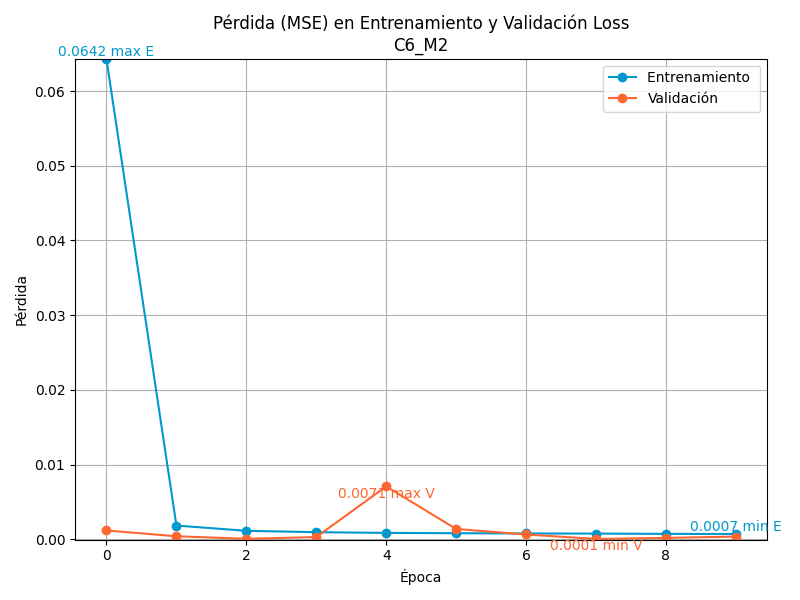 Pérdida (MSE) en Entrenamiento y Validación Loss
C6_M2
0.0642 max E
Entrenamiento
Validación
0.06
0.05
0.04
0.03
0.02
0.01
0.00
Pérdida
0.0071 max V
0.0007 min E
0.0001 min V
0 2 4 6 8
Época